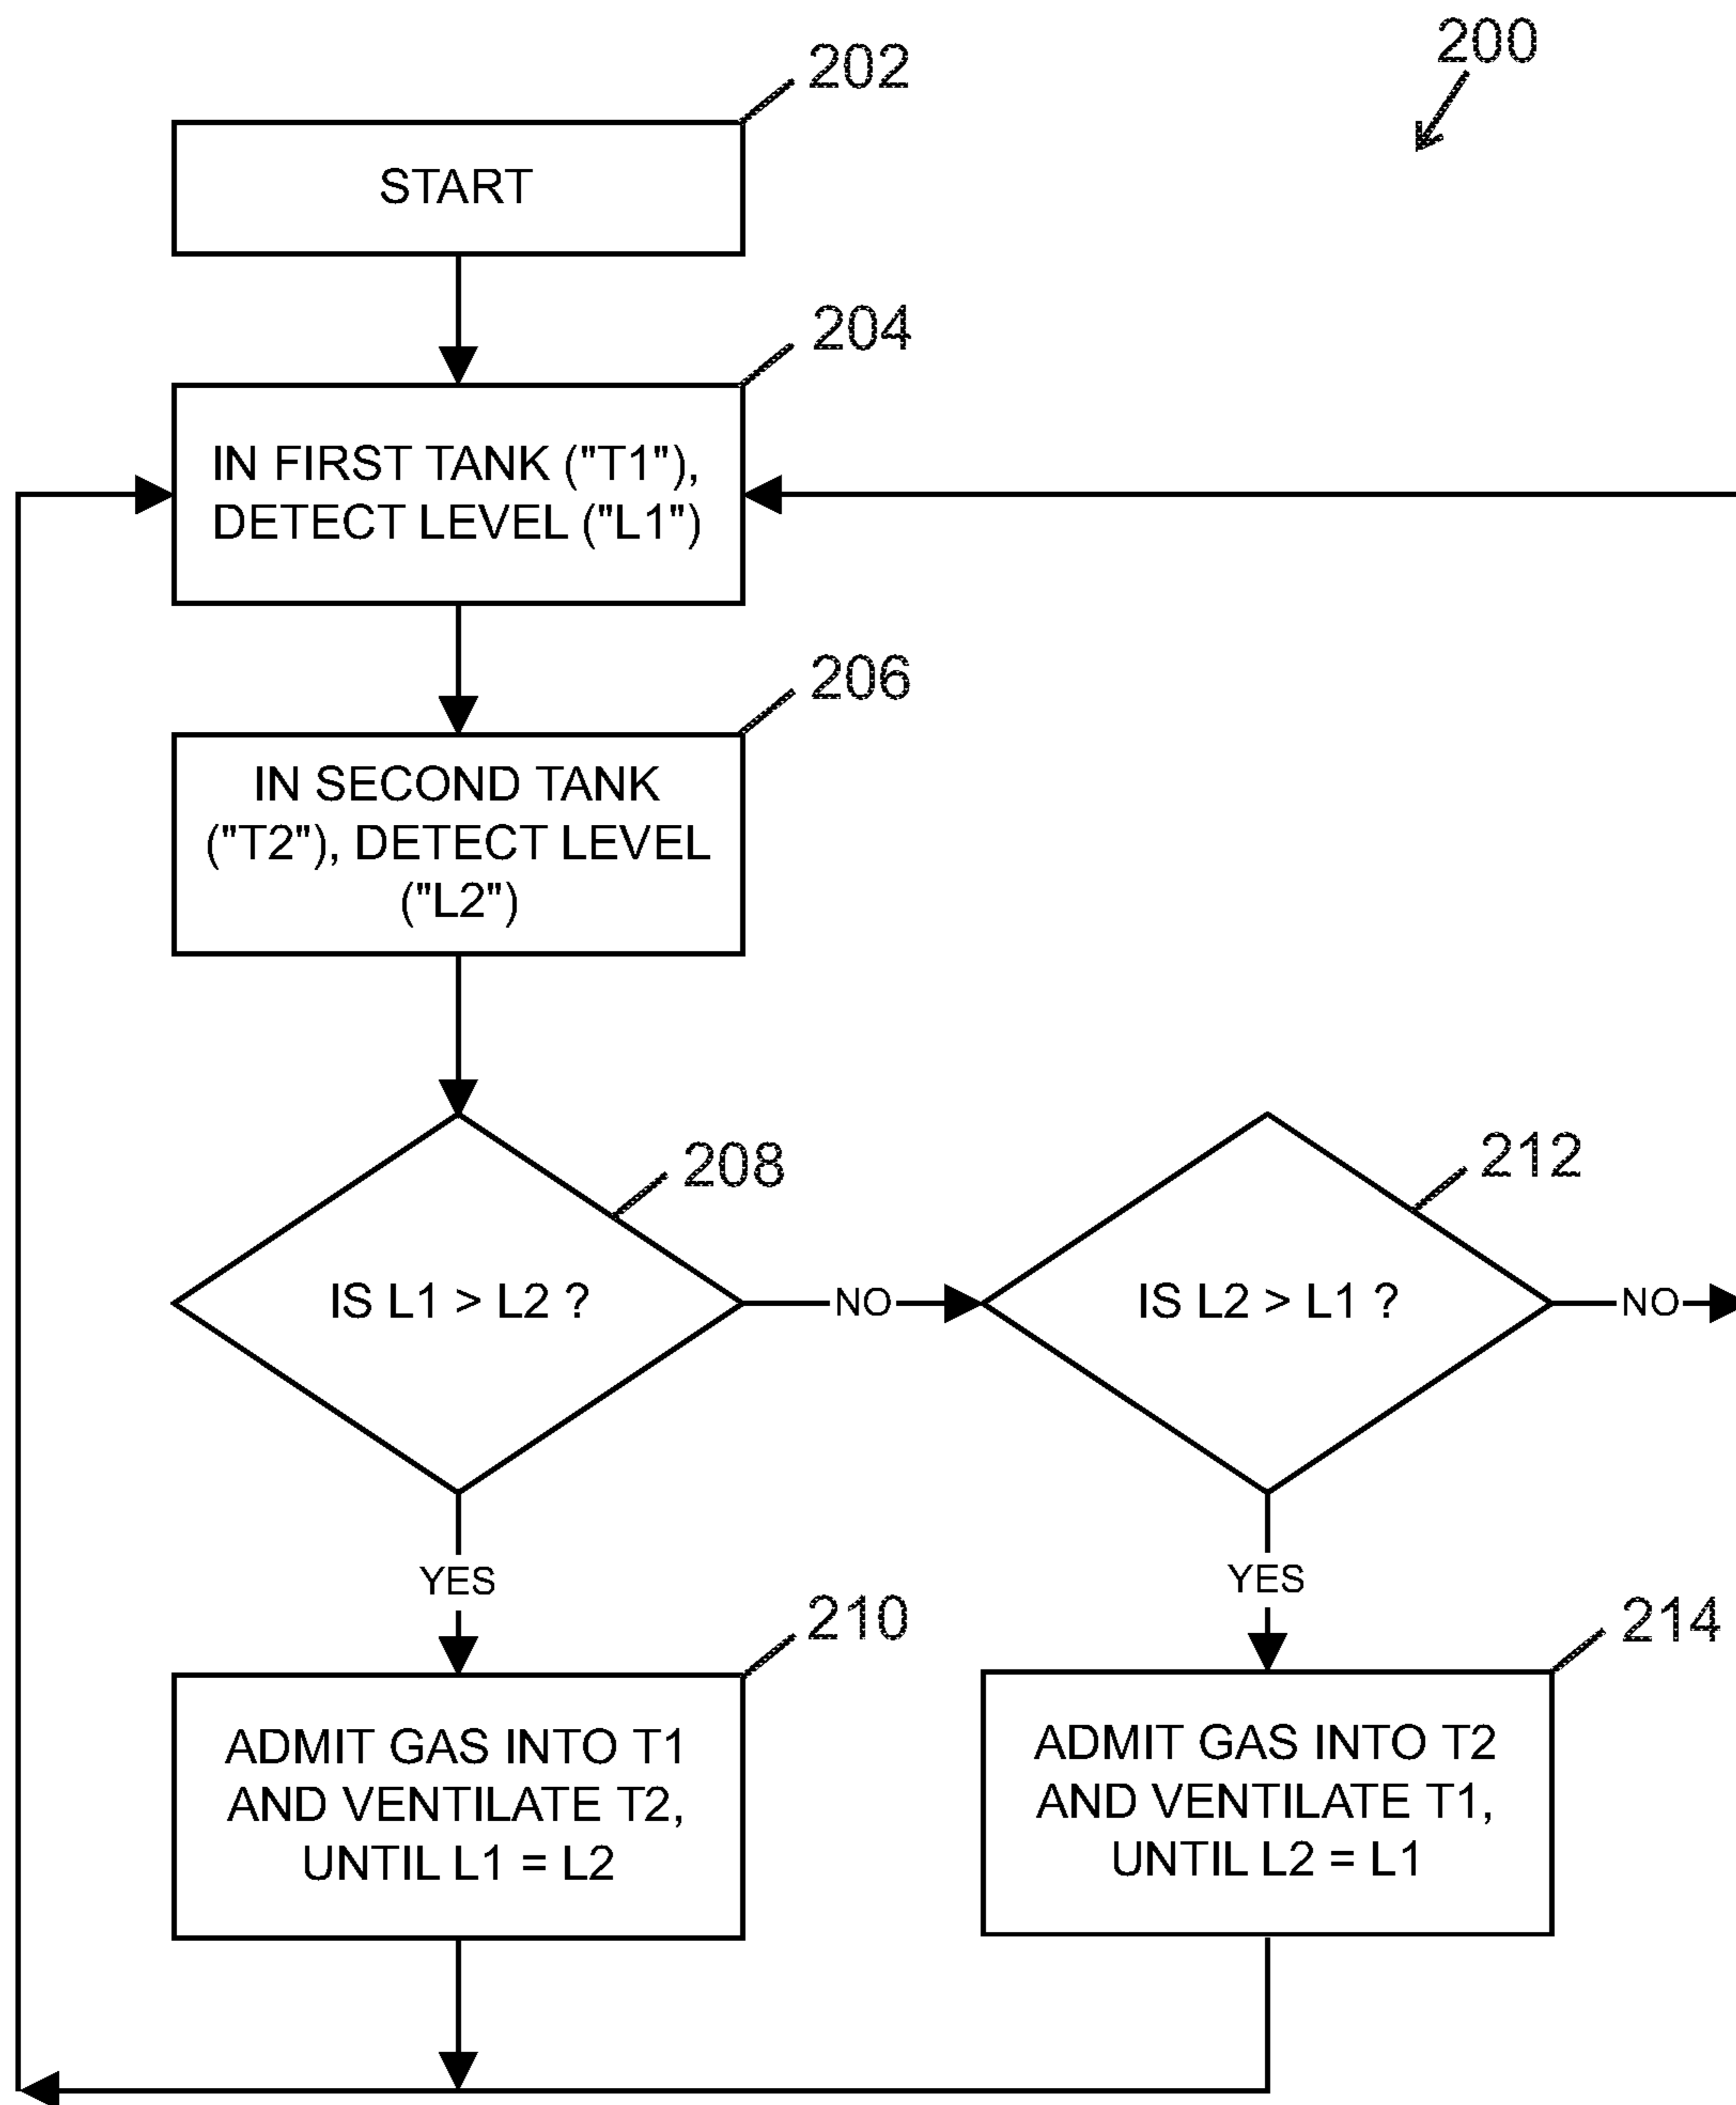 200
202
START
204
IN FIRST TANK ("T1"),
DETECT LEVEL ("L1")
206
IN SECOND TANK
("T2"), DETECT LEVEL
("L2")
208
IS L1 > L2 ?
NO
212
IS L2 > L1 ?
NO
YES
YES
210
ADMIT GAS INTO T1
AND VENTILATE T2,
UNTIL L1 = L2
214
ADMIT GAS INTO T2
AND VENTILATE T1,
UNTIL L2 = L1